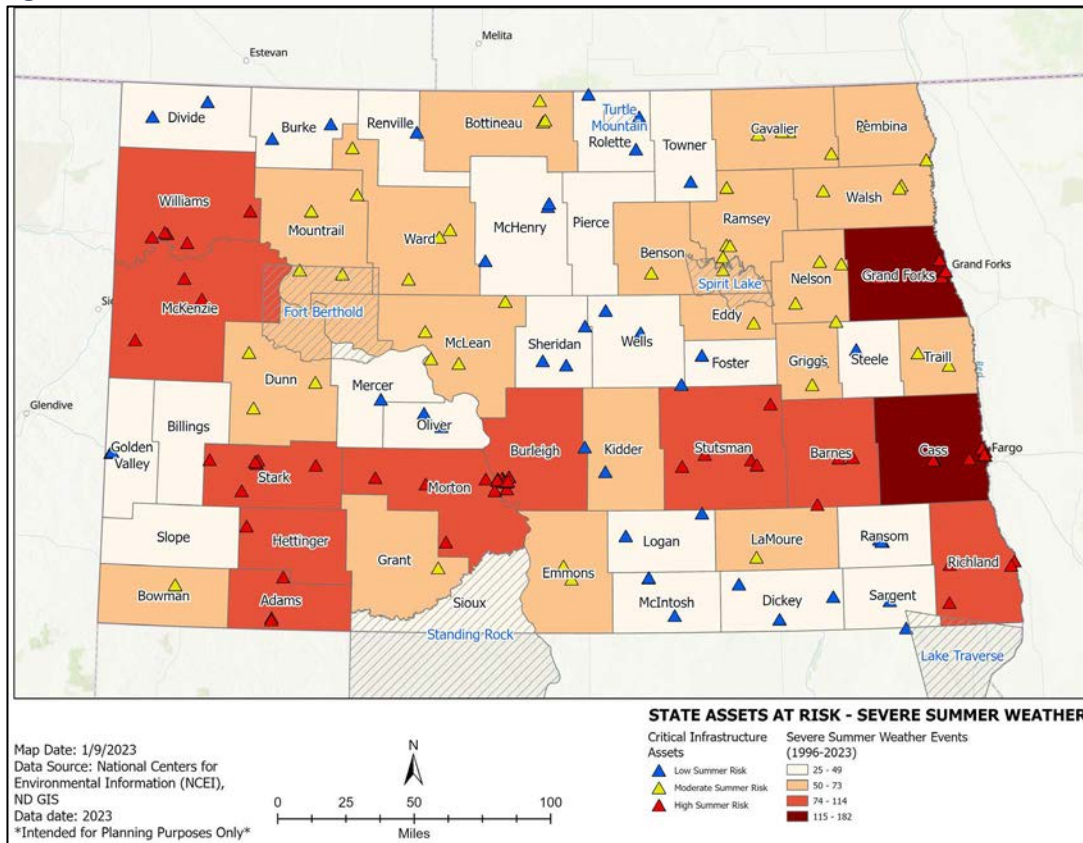 Melita
Estevan
Divide
Burke
Renville
Bottineau
Turtle
Mountain
Rolette
Towner
Cavalier
Pembina
Williams
Mountrail
Ward
McHenry
Pierce
Ramsey
Walsh
Benson
Nelson
Grand Forks
Grand Forks
Spirit Lake
McKenzie
Fort Berthold
McLean
Sheridan
Wells
Eddy
Foster
Griggs
Steele
Traill
Red
Dunn
Mercer
Oliver
Glendive
Golden
Valley
Billings
Stark
Morton
Burleigh
Kidder
Stutsman
Barnes
Cass
Fargo
Slope
Hettinger
Grant
Emmons
Logan
LaMoure
Ransom
Richland
Bowman
Adams
Sioux
McIntosh
Dickey
Sargent
Standing Rock
Lake Traverse
STATE ASSETS AT RISK - SEVERE SUMMER WEATHER
Critical Infrastructure
Assets
Low Summer Risk
Moderate Summer Risk
High Summer Risk
Severe Summer Weather Events
(1996-2023)
25 - 49
50 - 73
74 - 114
115 - 182
Map Date: 1/9/2023
Data Source: National Centers for
Environmental Information (NCEI),
ND GIS
Data date: 2023
*Intended for Planning Purposes Only*
N
0 25 50 100
Miles